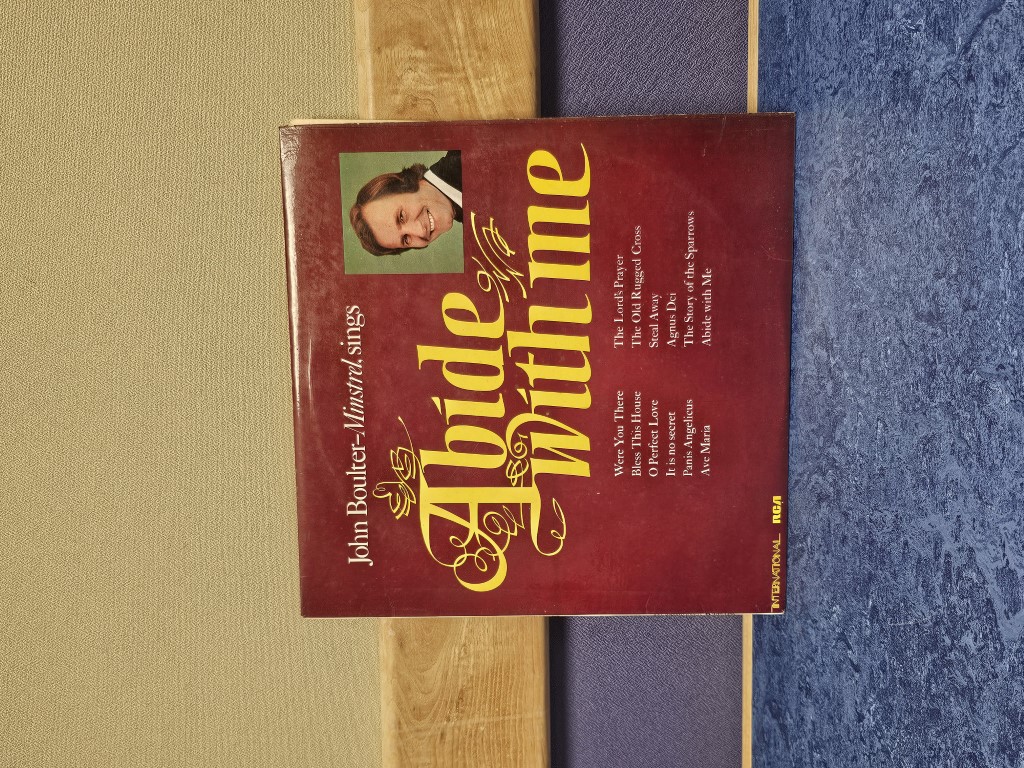 John Boulter-Minstrel, sings
Abide
With me
Were You There
Bless This House
O Perfect Love
It is no secret
Panis Angelicus
Ave Maria
The Lord's Prayer
The Old Rugged Cross
Steal Away
Agnus Dei
The Story of the Sparrows
Abide with Me
INTERNATIONAL RCA